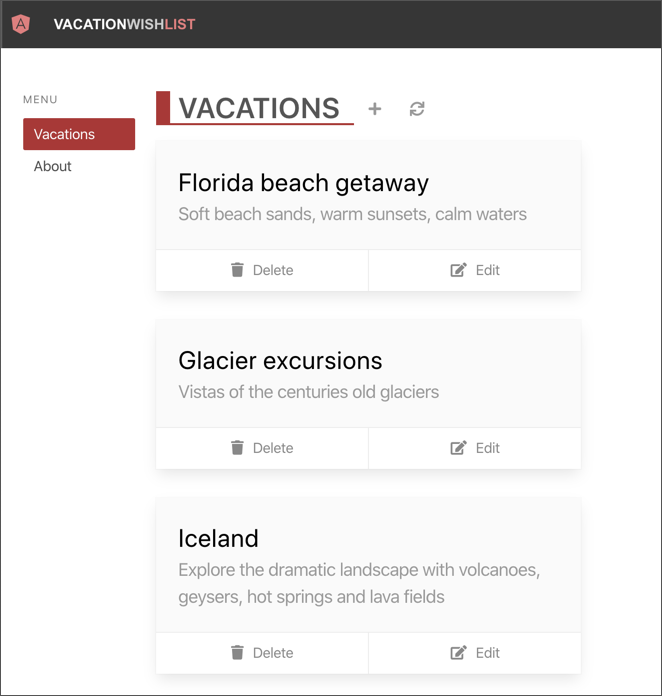 A VACATIONWISHLIST
MENU
Vacations
About
VACATIONS
Florida beach getaway
Soft beach sands, warm sunsets, calm waters
Delete Edit
Glacier excursions
Vistas of the centuries old glaciers
Delete Edit
Iceland
Explore the dramatic landscape with volcanoes,
geysers, hot springs and lava fields
Delete Edit